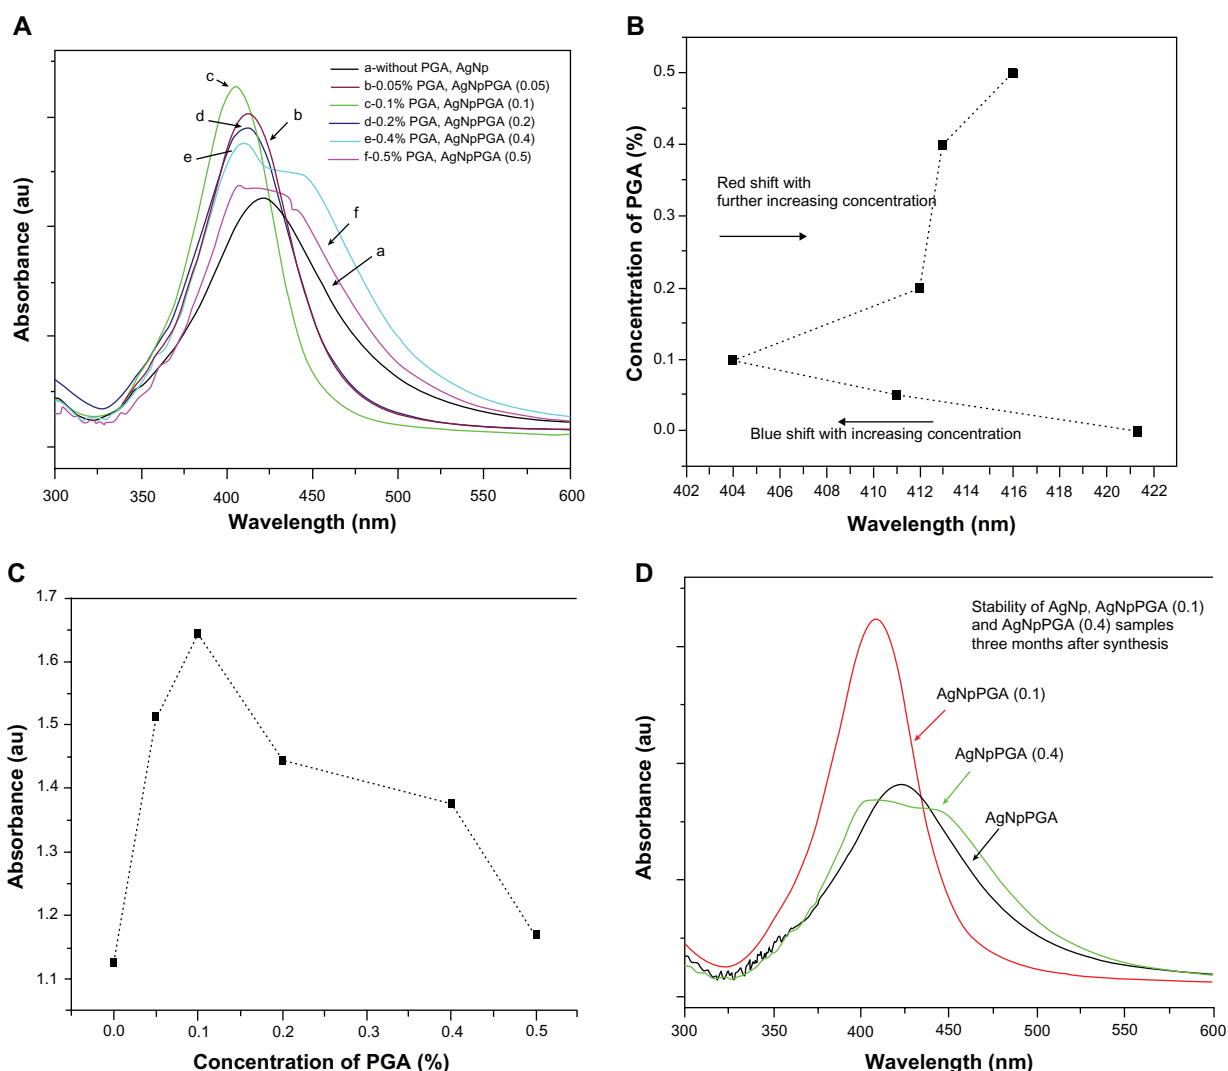 A
Absorbance (au)
c
d
e
b
f
a
a-without PGA, AgNp
b-0.05% PGA, AgNpPGA (0.05)
c-0.1% PGA, AgNpPGA (0.1)
d-0.2% PGA, AgNpPGA (0.2)
e-0.4% PGA, AgNpPGA (0.4)
f-0.5% PGA, AgNpPGA (0.5)
300 350 400 450 500 550 600
Wavelength (nm)
B
Concentration of PGA (%)
0.5
0.4
0.3
0.2
0.1
0.0
Red shift with
further increasing concentration
Blue shift with increasing concentration
402 404 406 408 410 412 414 416 418 420 422
Wavelength (nm)
C
Absorbance (au)
1.7
1.6
1.5
1.4
1.3
1.2
1.1
0.0 0.1 0.2 0.3 0.4 0.5
Concentration of PGA (%)
D
Absorbance (au)
Stability of AgNp, AgNpPGA (0.1)
and AgNpPGA (0.4) samples
three months after synthesis
AgNpPGA (0.1)
AgNpPGA (0.4)
AgNpPGA
300 350 400 450 500 550 600
Wavelength (nm)